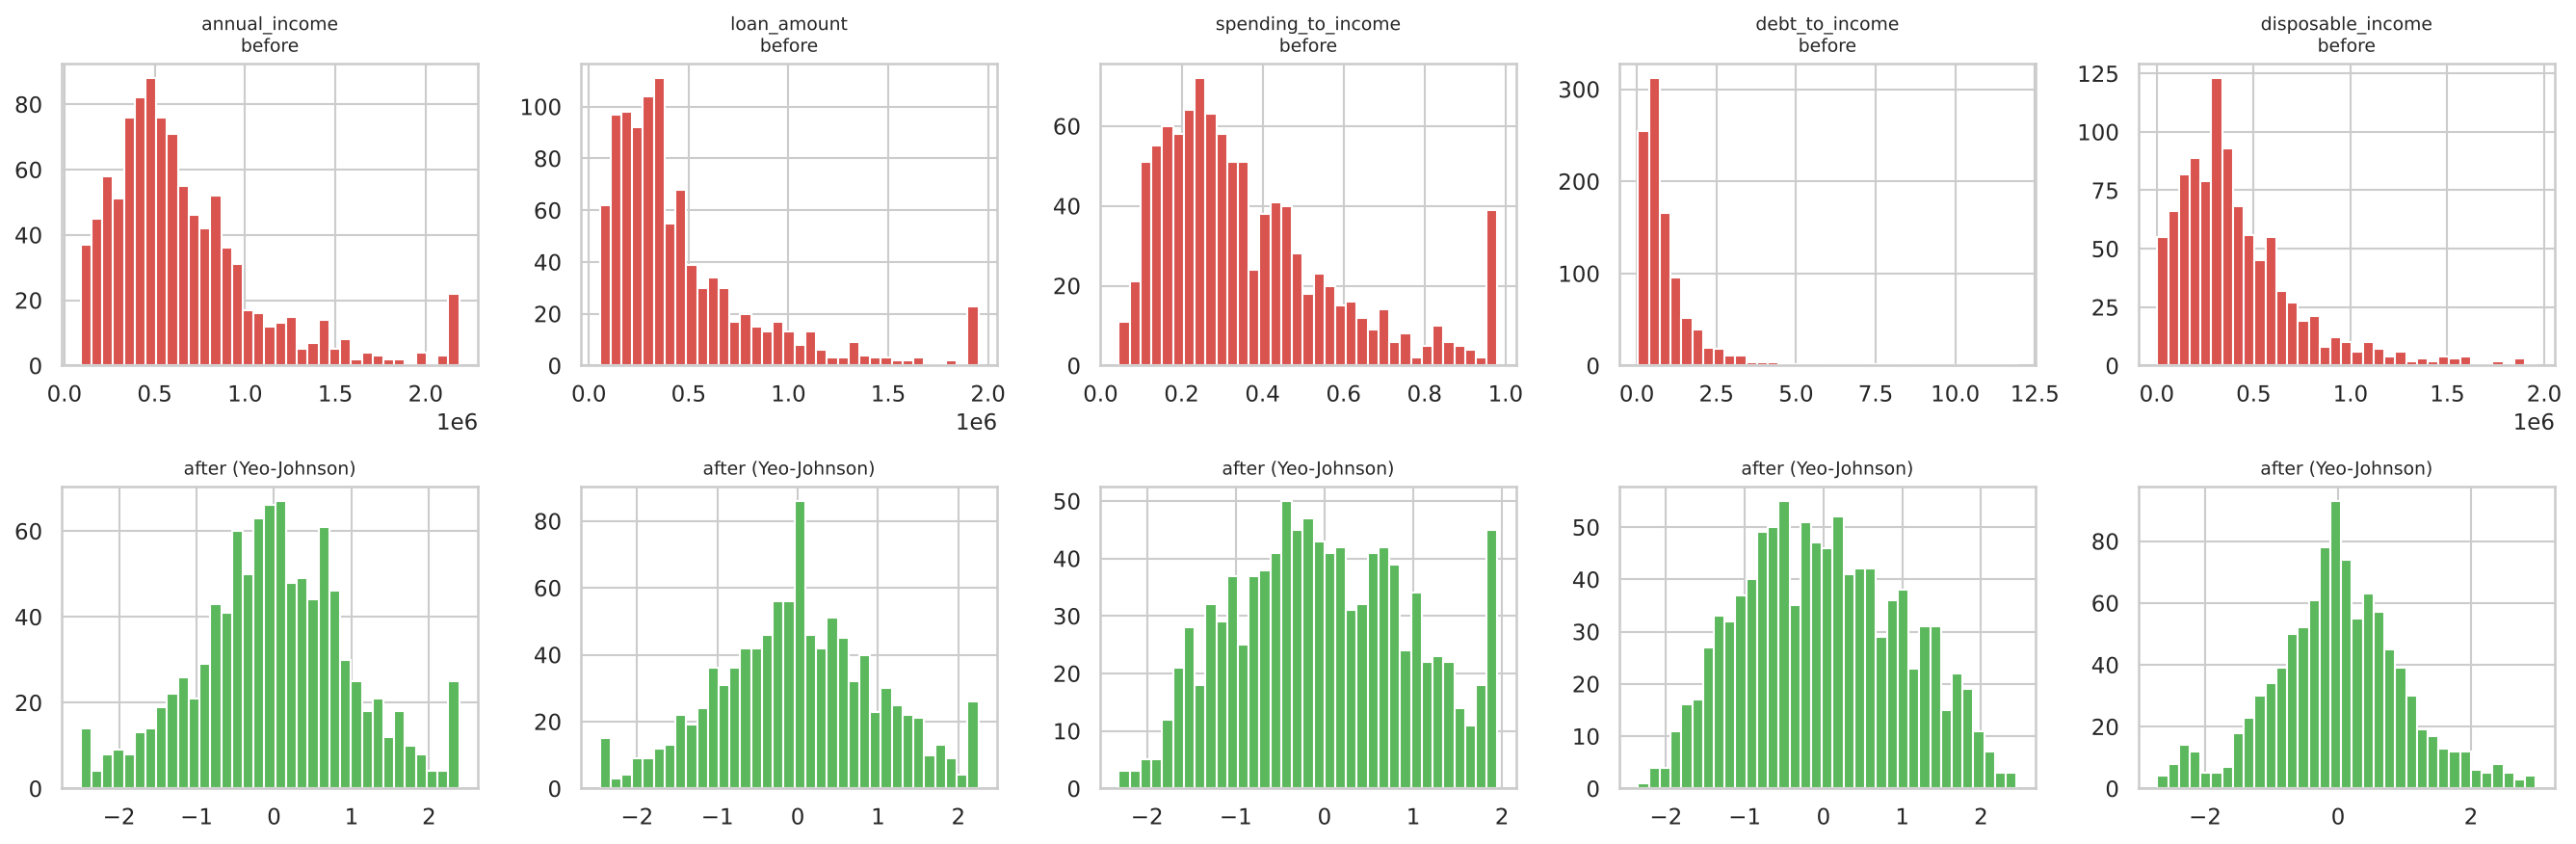 annual_income
before
loan_amount
before
spending_to_income
before
debt_to_income
before
disposable_income
before
80
60
40
20
0
0.0 0.5 1.0 1.5 2.0
1e6
100
80
60
40
20
0
0.0 0.5 1.0 1.5 2.0
1e6
60
40
20
0
0.0 0.2 0.4 0.6 0.8 1.0
300
200
100
0
0.0 2.5 5.0 7.5 10.0 12.5
125
100
75
50
25
0
0.0 0.5 1.0 1.5 2.0
1e6
after (Yeo-Johnson)
60
40
20
0
−2 −1 0 1 2
after (Yeo-Johnson)
80
60
40
20
0
−2 −1 0 1 2
after (Yeo-Johnson)
50
40
30
20
10
0
−2 −1 0 1 2
after (Yeo-Johnson)
50
40
30
20
10
0
−2 −1 0 1 2
after (Yeo-Johnson)
80
60
40
20
0
−2 0 2